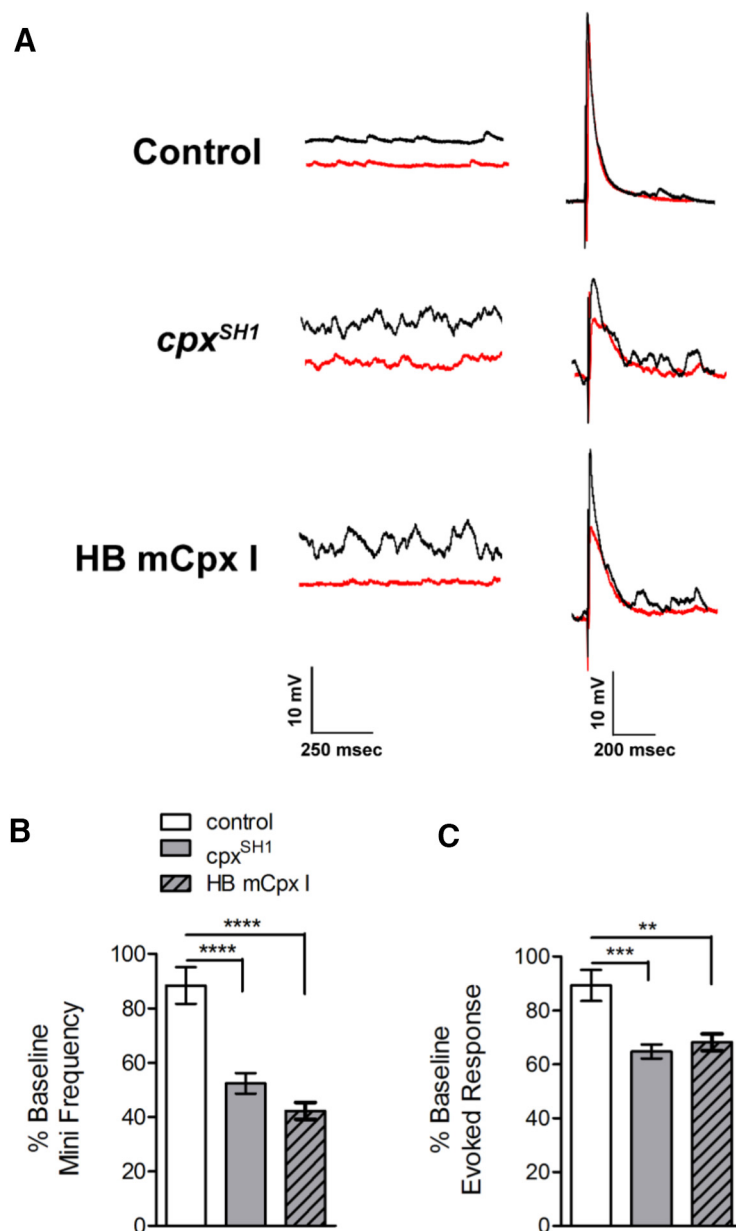 A
Control
cpx^SH1
HB mCpx I
10 mV
250 msec
10 mV
200 msec
B
control
cpx^SH1
HB mCpx I
****
****
100
80
60
40
20
0
% Baseline
Mini Frequency
C
**
***
100
80
60
40
20
0
% Baseline
Evoked Response